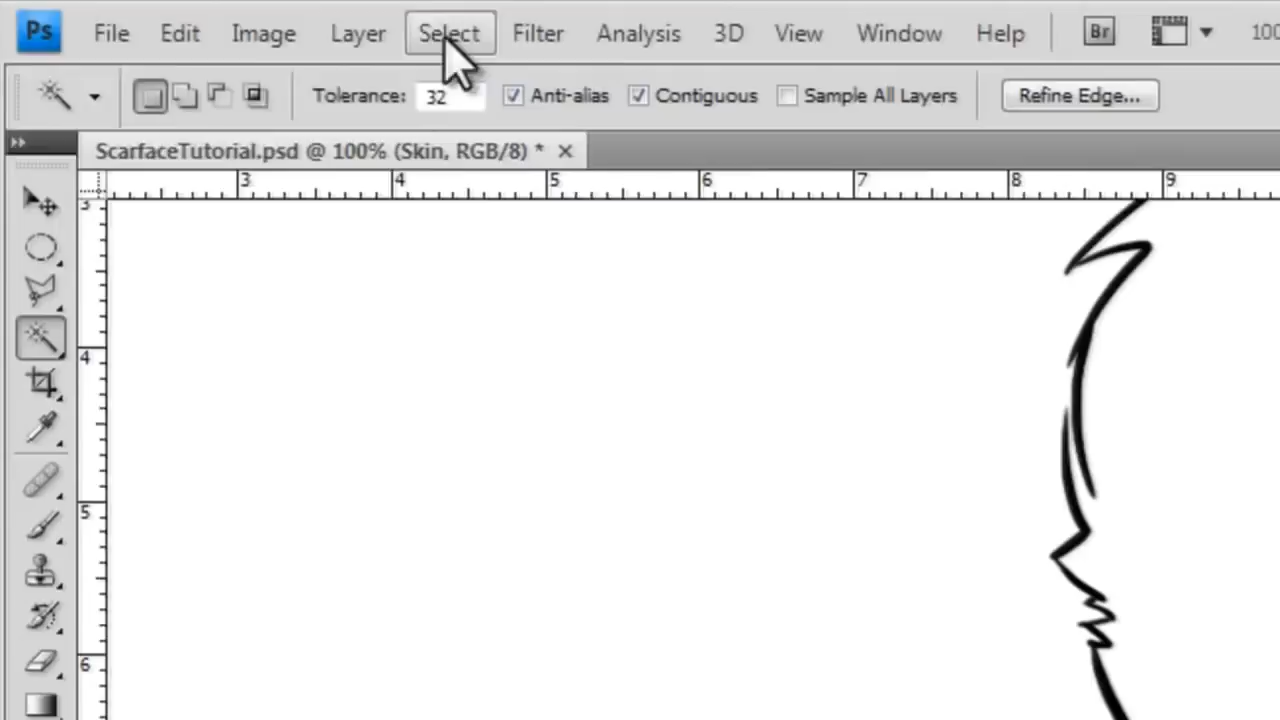 Ps File Edit Image Layer Select Filter Analysis 3D View Window Help Br 100
Tolerance: 32 Anti-alias Contiguous Sample All Layers Refine Edge...
ScarfaceTutorial.psd @ 100% (Skin, RGB/8) * ×
3 4 5 6 7 8 9
3
4
5
6